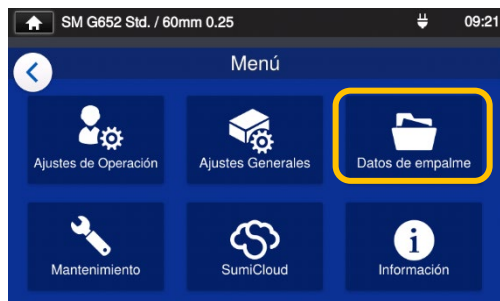 SM G652 Std. / 60mm 0.25 09:21
Menú
Ajustes de Operación Ajustes Generales Datos de empalme
Mantenimiento SumiCloud Información